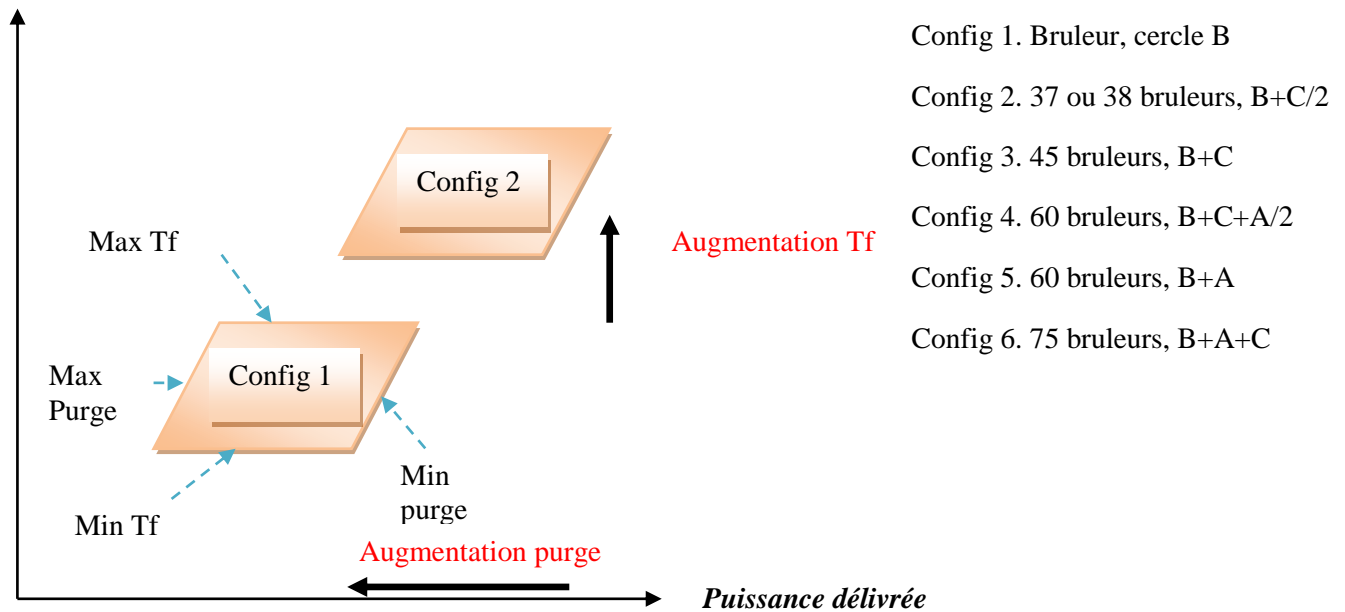 Config 1. Bruleur, cercle B
Config 2. 37 ou 38 bruleurs, B+C/2
Config 3. 45 bruleurs, B+C
Config 4. 60 bruleurs, B+C+A/2
Config 5. 60 bruleurs, B+A
Config 6. 75 bruleurs, B+A+C
Config 2
Max Tf
Augmentation Tf
Max
Purge
Config 1
Min
purge
Min Tf
Augmentation purge
Puissance délivrée